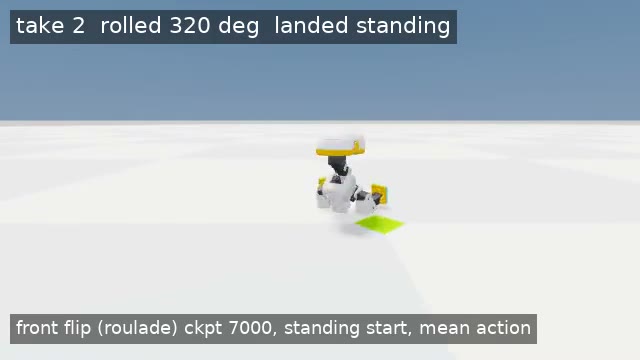 take 2  rolled 320 deg  landed standing
front flip (roulade) ckpt 7000, standing start, mean action